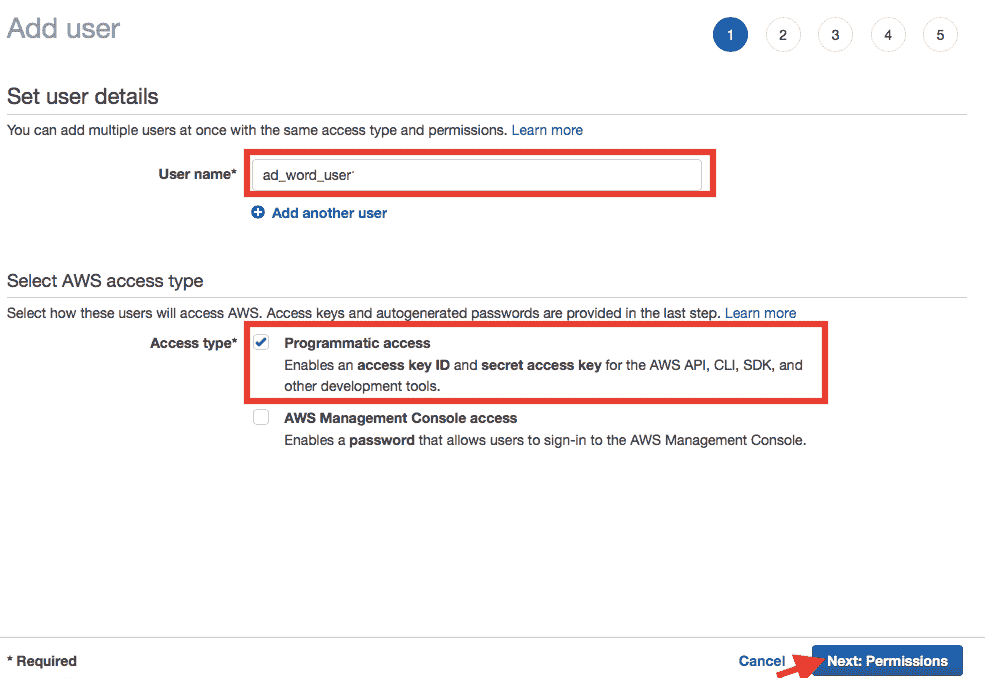 Add user
1 2 3 4 5
Set user details
You can add multiple users at once with the same access type and permissions. Learn more
User name* ad_word_user
Add another user
Select AWS access type
Select how these users will access AWS. Access keys and autogenerated passwords are provided in the last step. Learn more
Access type* Programmatic access
Enables an access key ID and secret access key for the AWS API, CLI, SDK, and
other development tools.
AWS Management Console access
Enables a password that allows users to sign-in to the AWS Management Console.
* Required Cancel Next: Permissions